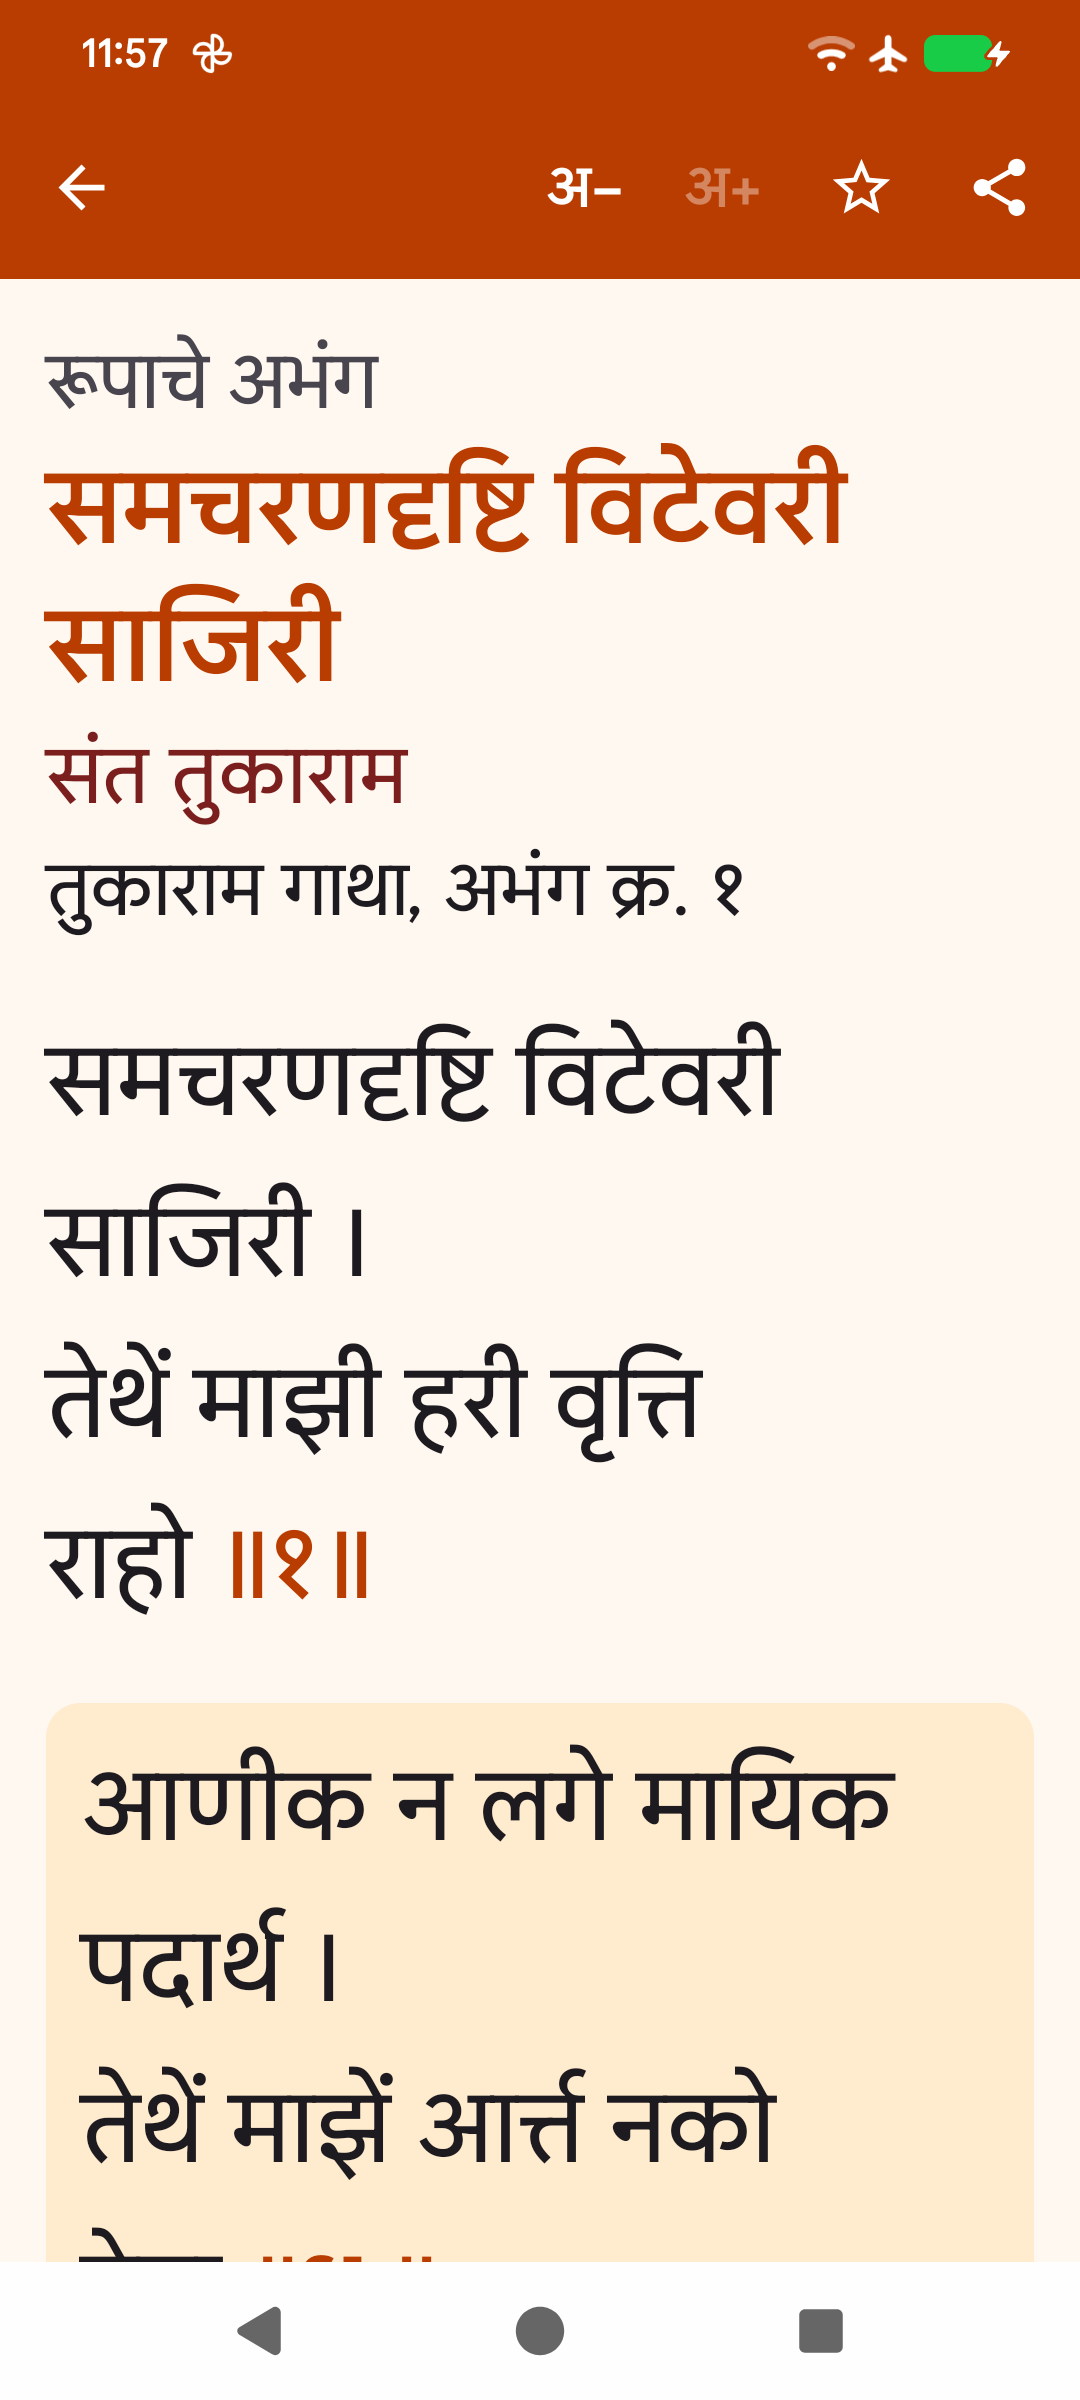 11:57
अ– अ+
रूपाचे अभंग
समचरणदृष्टि विटेवरी
साजिरी
संत तुकाराम
तुकाराम गाथा, अभंग क्र. १
समचरणदृष्टि विटेवरी
साजिरी ।
तेथें माझी हरी वृत्ति
राहो ॥१॥
आणीक न लगे मायिक
पदार्थ ।
तेथें माझें आर्त्त नको